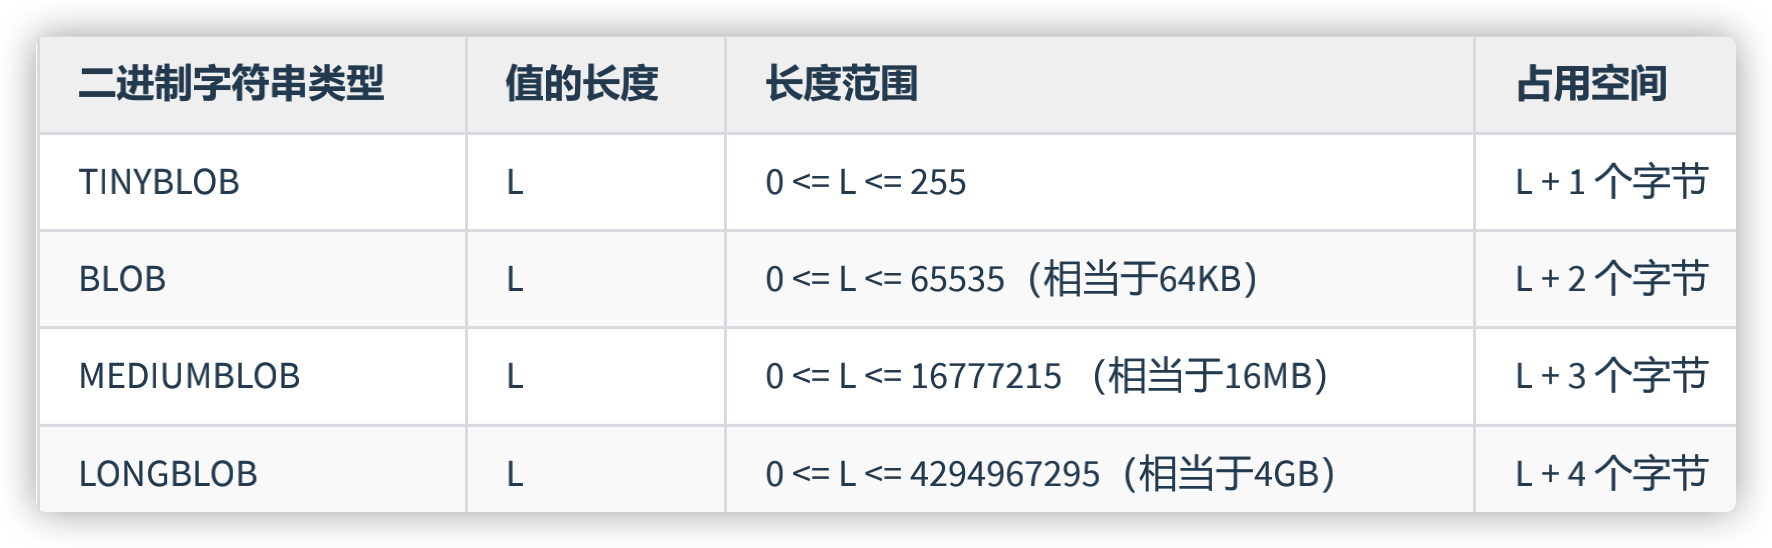 二进制字符串类型 值的长度 长度范围 占用空间
TINYBLOB L 0 <= L <= 255 L + 1 个字节
BLOB L 0 <= L <= 65535（相当于64KB） L + 2 个字节
MEDIUMBLOB L 0 <= L <= 16777215 （相当于16MB） L + 3 个字节
LONGBLOB L 0 <= L <= 4294967295（相当于4GB） L + 4 个字节